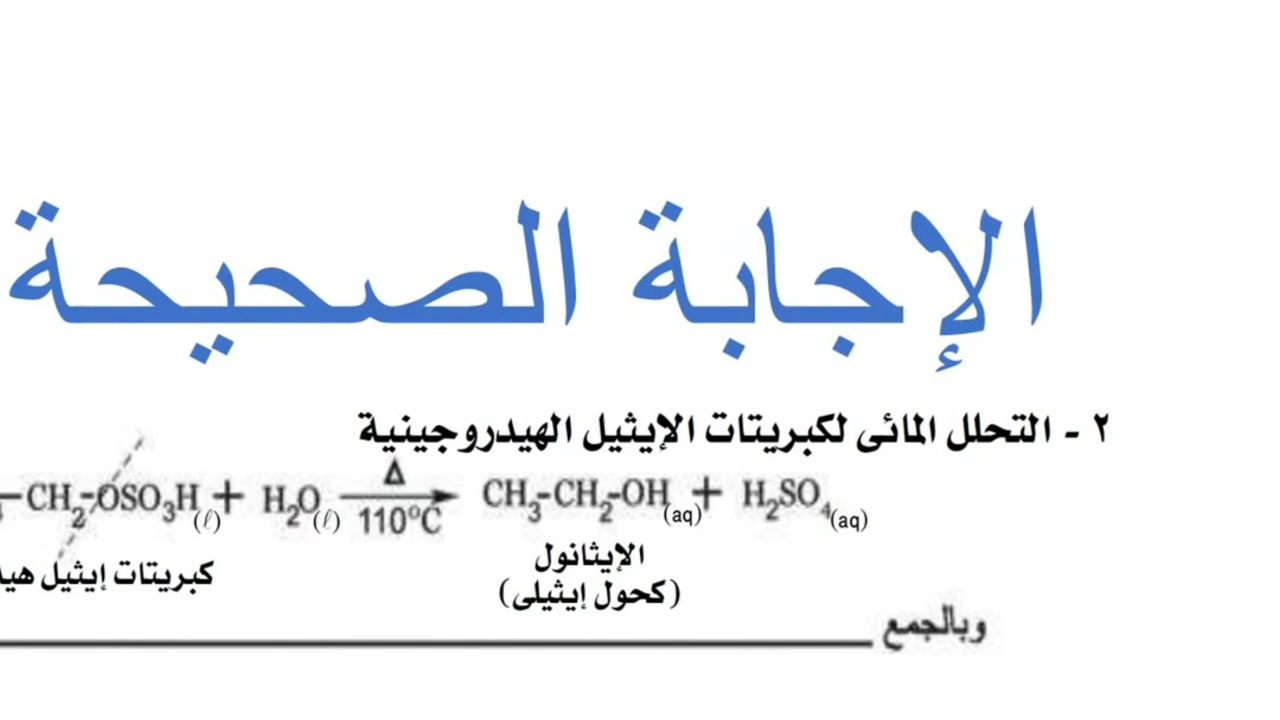 الإجابة الصحيحة
٢ - التحلل المائى لكبريتات الإيثيل الهيدروجينية
–CH₂–OSO₃H(ℓ) + H₂O(ℓ) Δ 110°C → CH₃–CH₂–OH(aq) + H₂SO₄(aq)
كبريتات إيثيل
الإيثانول
(كحول إيثيلى)
وبالجمع